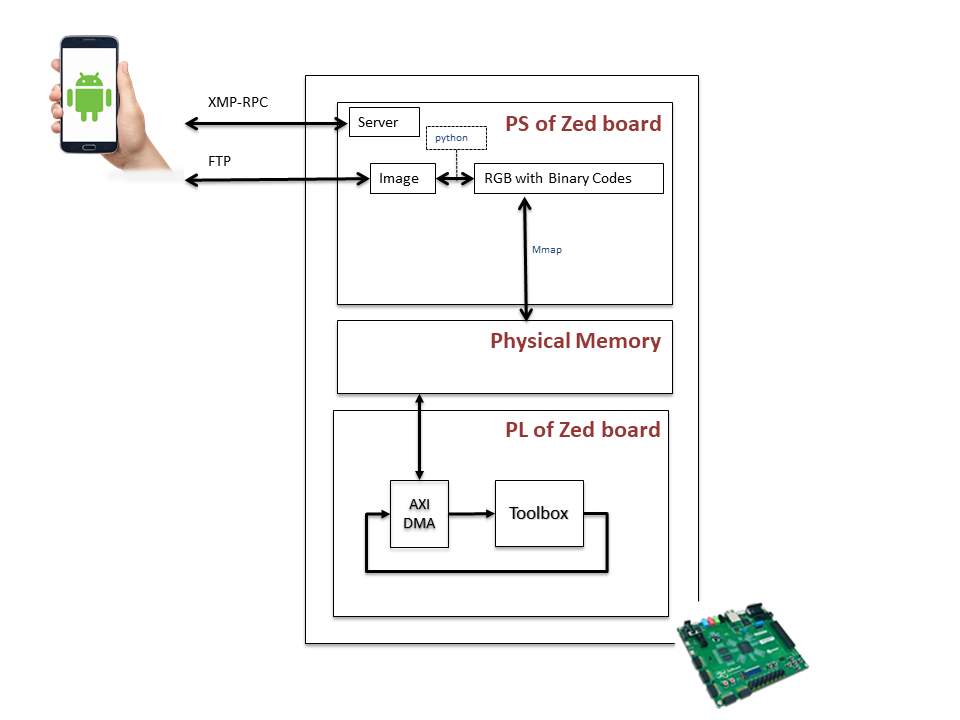 XMP-RPC
Server
PS of Zed board
python
FTP
Image
RGB with Binary Codes
Mmap
Physical Memory
PL of Zed board
AXI
DMA
Toolbox